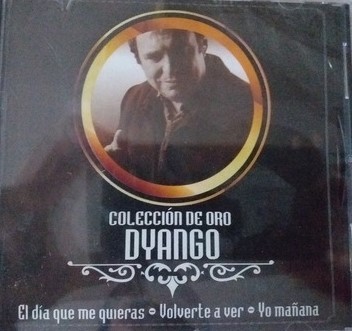 COLECCIÓN DE ORO
DYANGO
El día que me quieras - Volverte a ver - Yo mañana